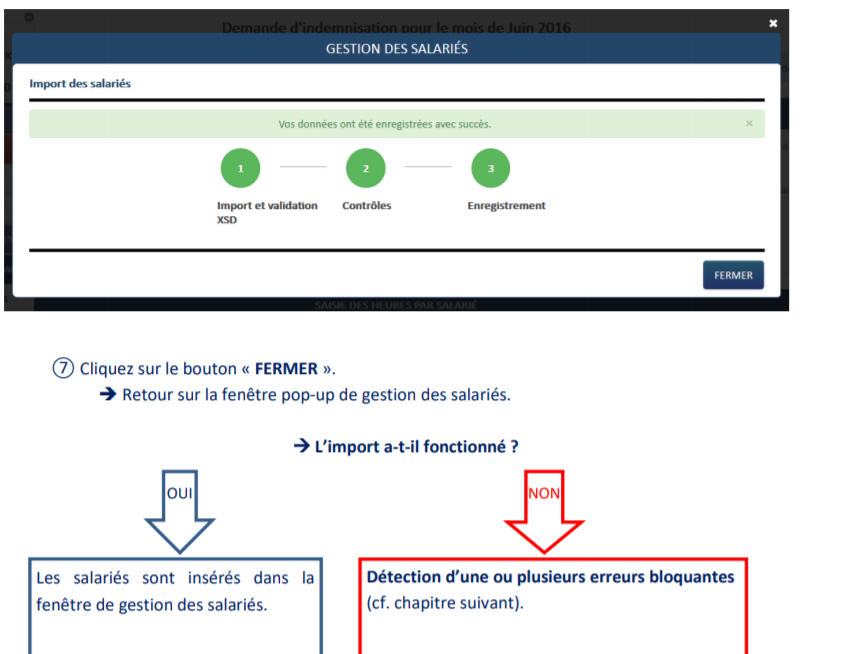 Demande d'indemnisation pour le mois de Juin 2016
×
GESTION DES SALARIÉS
Import des salariés
Vos données ont été enregistrées avec succès.
×
1
2
3
Import et validation
XSD
Contrôles
Enregistrement
FERMER
SAISIE DES HEURES PAR SALARIÉ
⑦ Cliquez sur le bouton « FERMER ».
➔ Retour sur la fenêtre pop-up de gestion des salariés.
➔ L'import a-t-il fonctionné ?
OUI
NON
Les salariés sont insérés dans la
fenêtre de gestion des salariés.
Détection d'une ou plusieurs erreurs bloquantes
(cf. chapitre suivant).